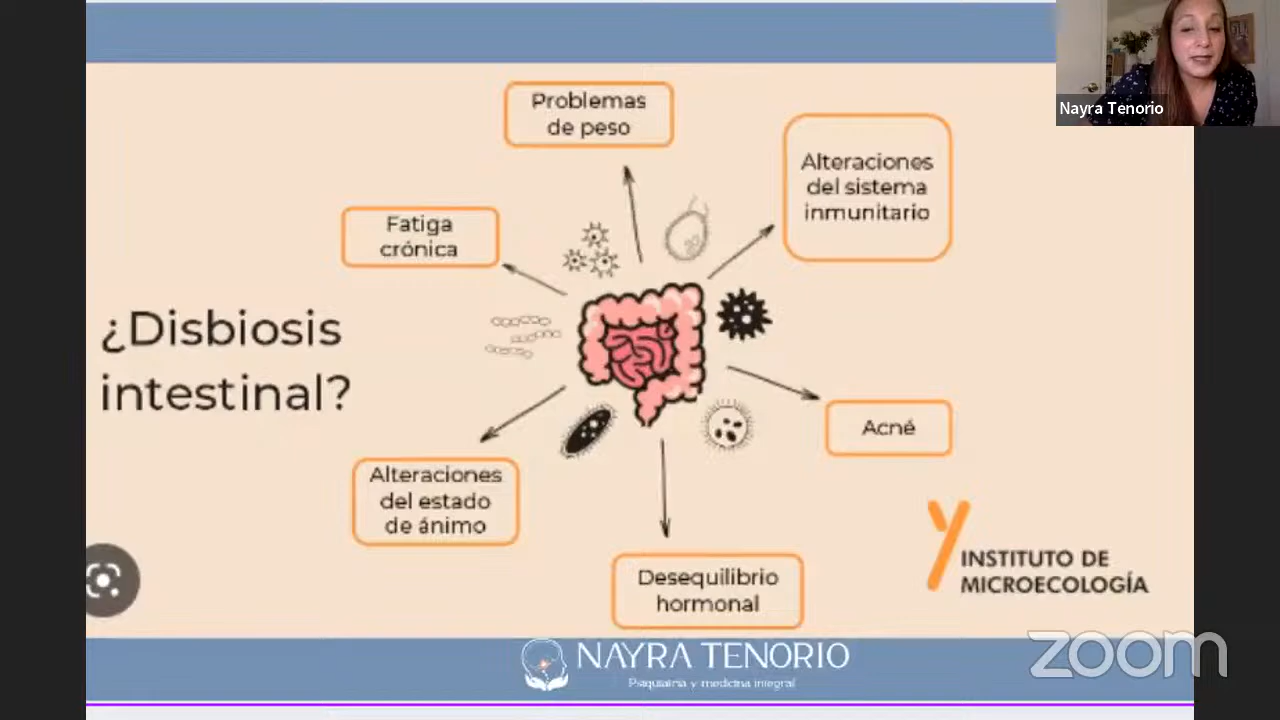 Nayra Tenorio
Problemas
de peso
Alteraciones
del sistema
inmunitario
Fatiga
crónica
¿Disbiosis
intestinal?
Acné
Alteraciones
del estado
de ánimo
Desequilibrio
hormonal
INSTITUTO DE
MICROECOLOGÍA
NAYRA TENORIO
Psiquiatría y medicina integral
zoom